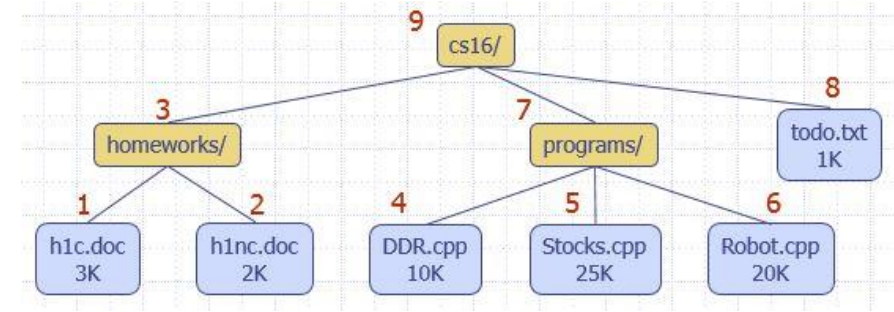 9
cs16/
3
homeworks/
7
programs/
8
todo.txt
1K
1
h1c.doc
3K
2
h1nc.doc
2K
4
DDR.cpp
10K
5
Stocks.cpp
25K
6
Robot.cpp
20K